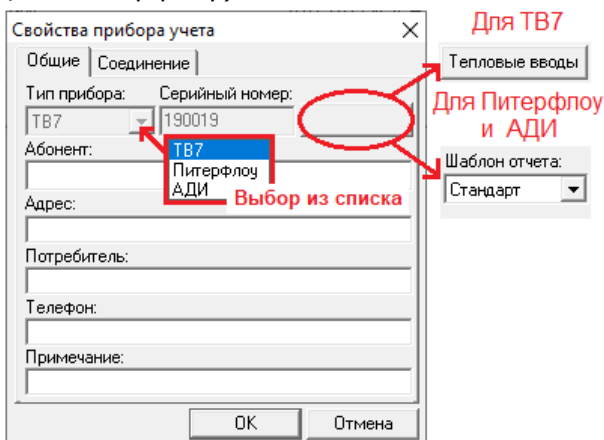 Свойства прибора учета
Для ТВ7
Общие
Соединение
Тепловые вводы
Тип прибора:
Серийный номер:
ТВ7
190019
Для Питерфлоу
и АДИ
Абонент:
ТВ7
Питерфлоу
АДИ
Выбор из списка
Шаблон отчета:
Стандарт
Адрес:
Потребитель:
Телефон:
Примечание:
OK
Отмена